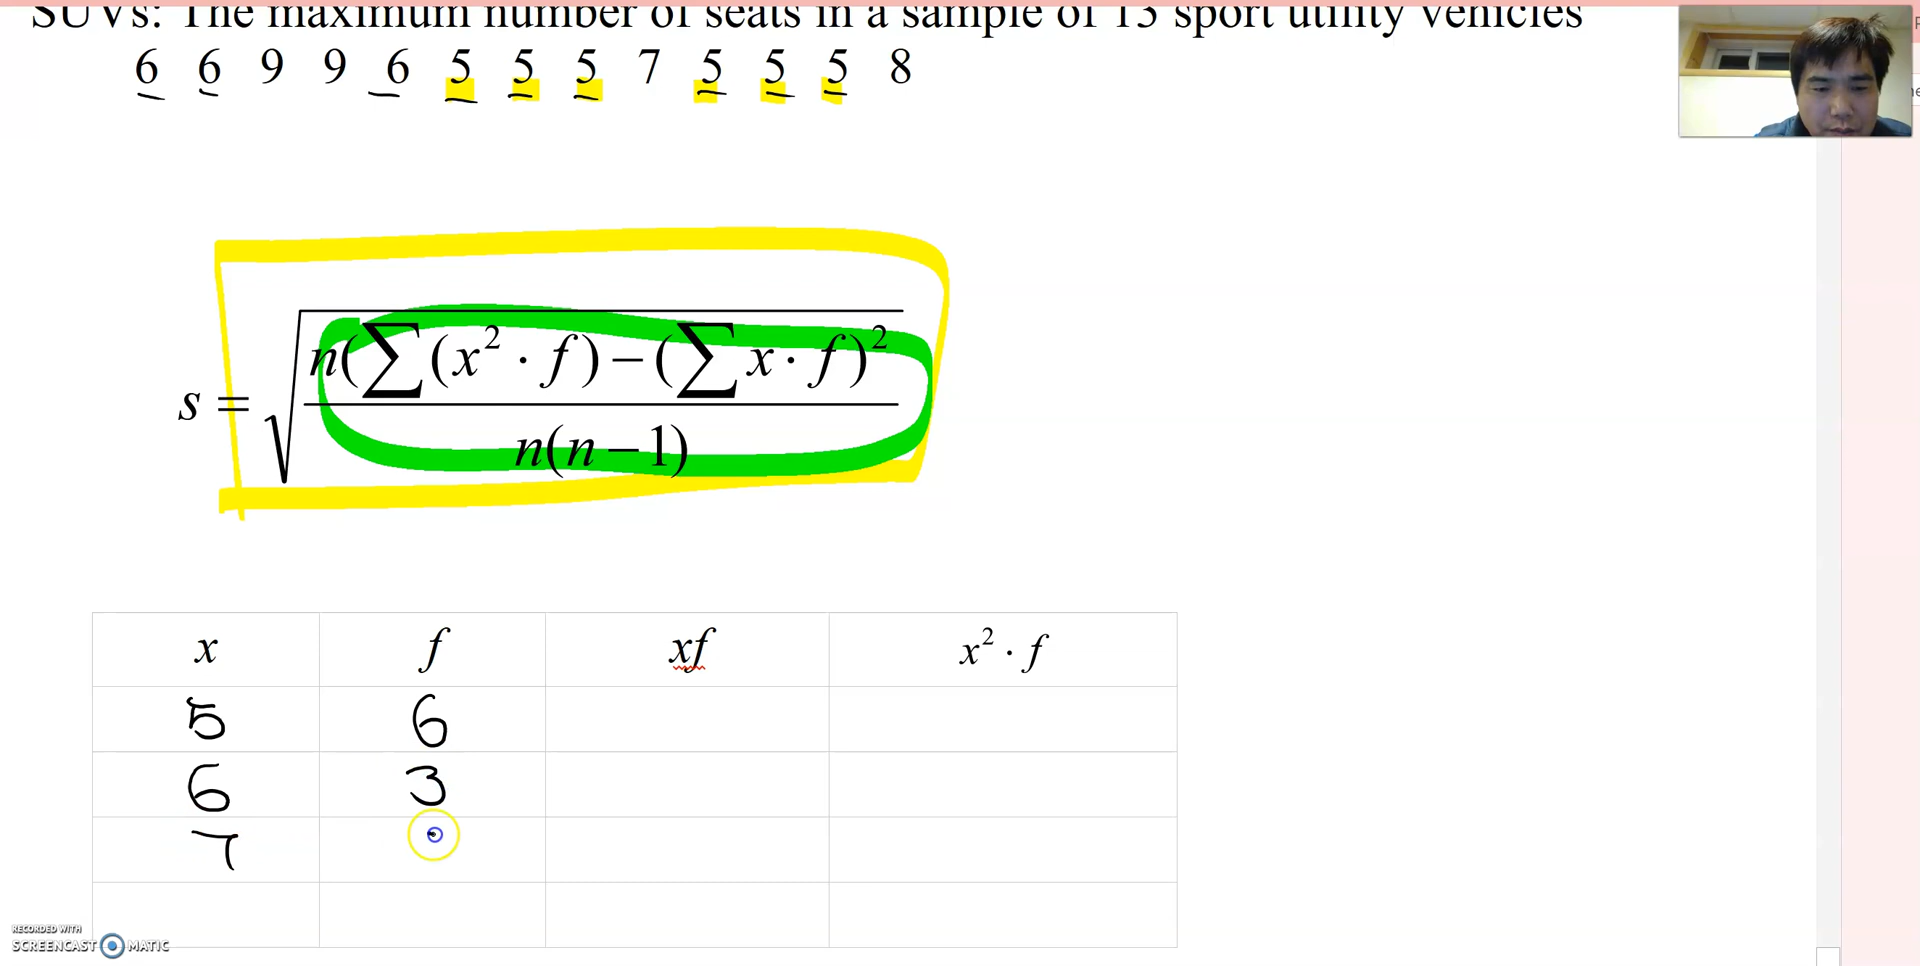 SUVs: The maximum number of seats in a sample of 13 sport utility vehicles
6 6 9 9 6 5 5 5 7 5 5 5 8
s = √ n(∑(x² · f) − (∑ x · f)²
n(n − 1)
x f xf x² · f
5 6
6 3
7
RECORDED WITH
SCREENCAST MATIC